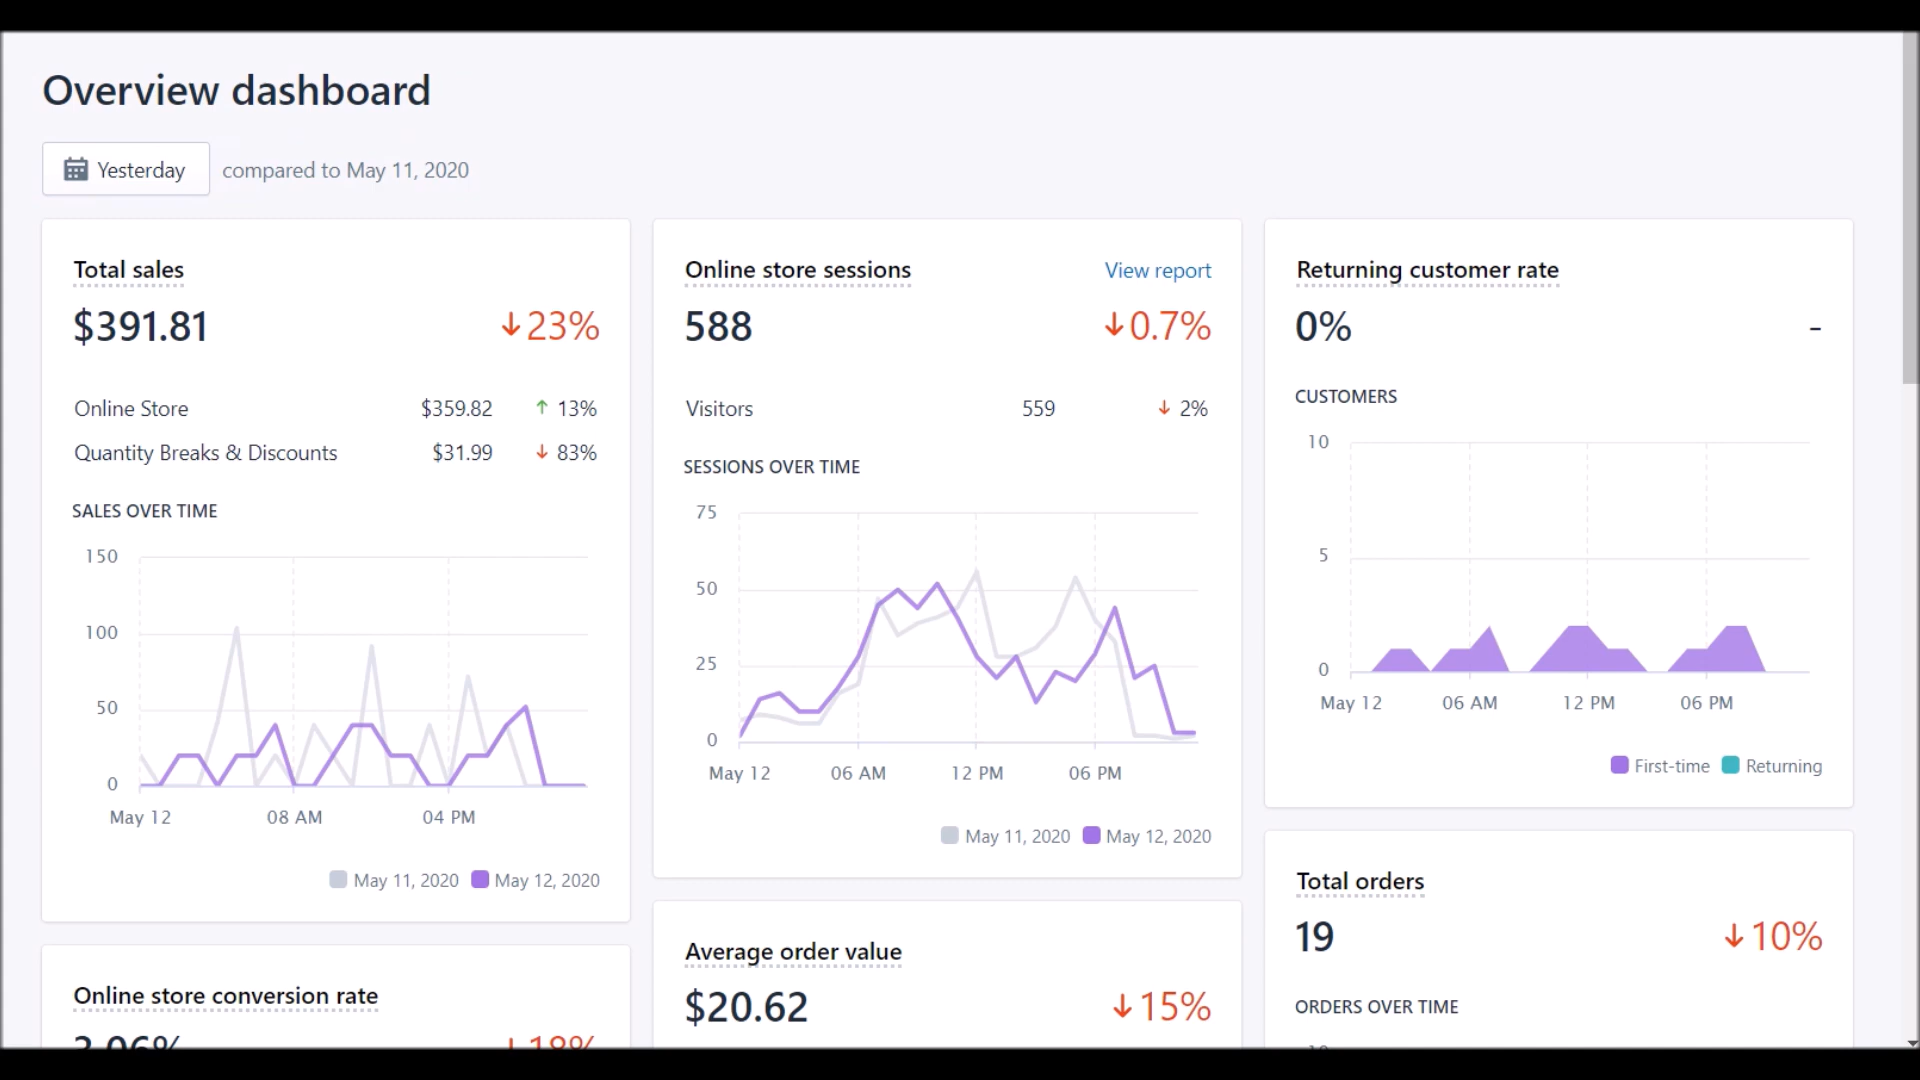 Overview dashboard
Yesterday compared to May 11, 2020
Total sales
$391.81 ↓23%
Online Store $359.82 ↑ 13%
Quantity Breaks & Discounts $31.99 ↓ 83%
SALES OVER TIME
150
100
50
0
May 12 08 AM 04 PM
May 11, 2020 May 12, 2020
Online store conversion rate
3.06% ↓18%
Online store sessions View report
588 ↓0.7%
Visitors 559 ↓ 2%
SESSIONS OVER TIME
75
50
25
0
May 12 06 AM 12 PM 06 PM
May 11, 2020 May 12, 2020
Average order value
$20.62 ↓15%
Returning customer rate
0% -
CUSTOMERS
10
5
0
May 12 06 AM 12 PM 06 PM
First-time Returning
Total orders
19 ↓10%
ORDERS OVER TIME
10